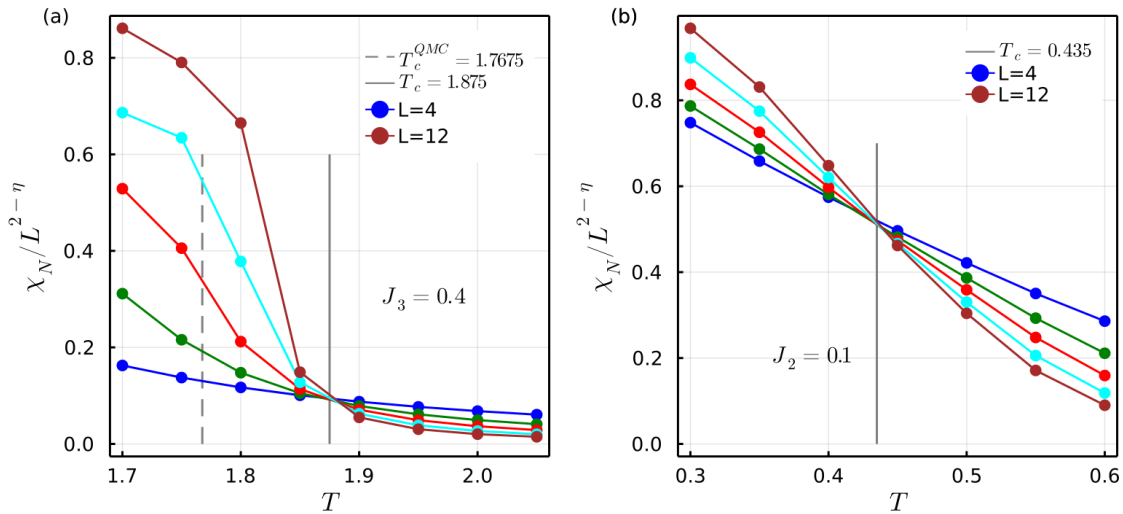 (a)
χ_N/L^{2−η}
0.8
0.6
0.4
0.2
0.0
T_c^{QMC} = 1.7675
T_c = 1.875
L=4
L=12
J_3 = 0.4
1.7 1.8 1.9 2.0
T
(b)
χ_N/L^{2−η}
0.8
0.6
0.4
0.2
0.0
T_c = 0.435
L=4
L=12
J_2 = 0.1
0.3 0.4 0.5 0.6
T